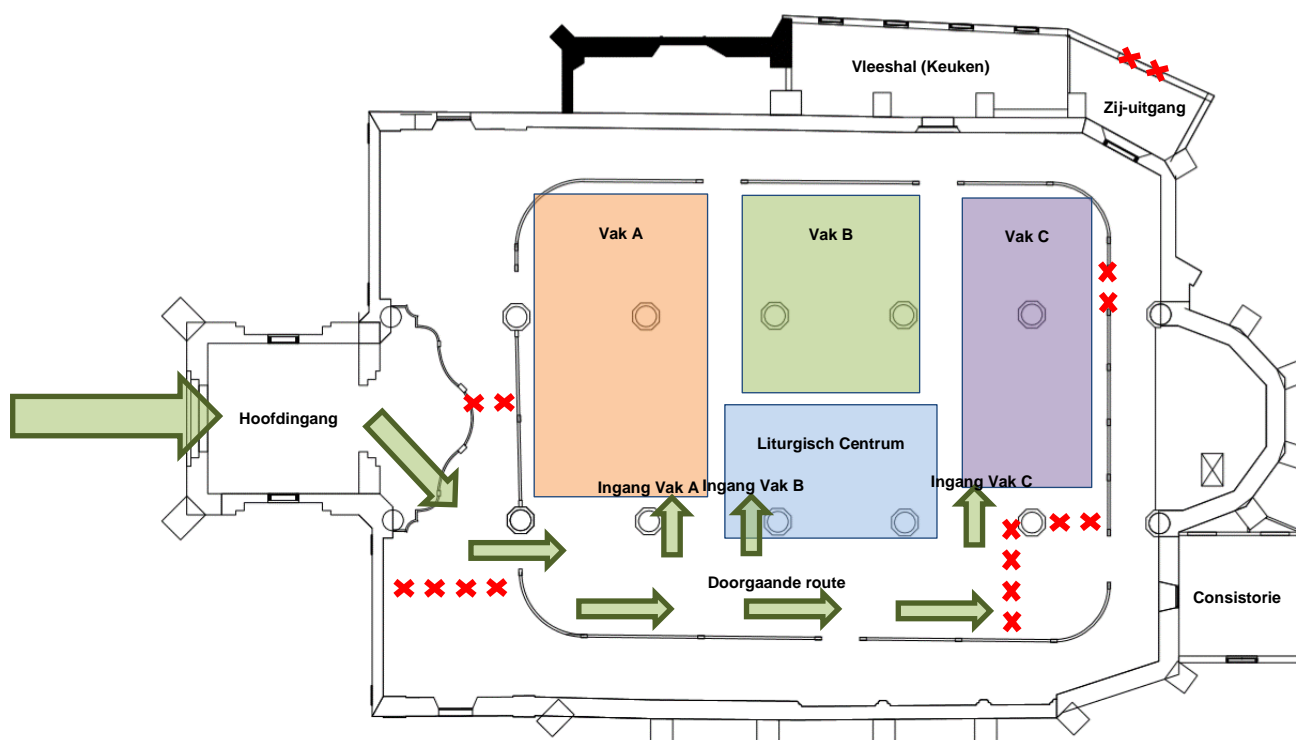 Vleeshal (Keuken)
Zij-uitgang
Vak A
Vak B
Vak C
Hoofdingang
Liturgisch Centrum
Ingang Vak A
Ingang Vak B
Ingang Vak C
Doorgaande route
Consistorie